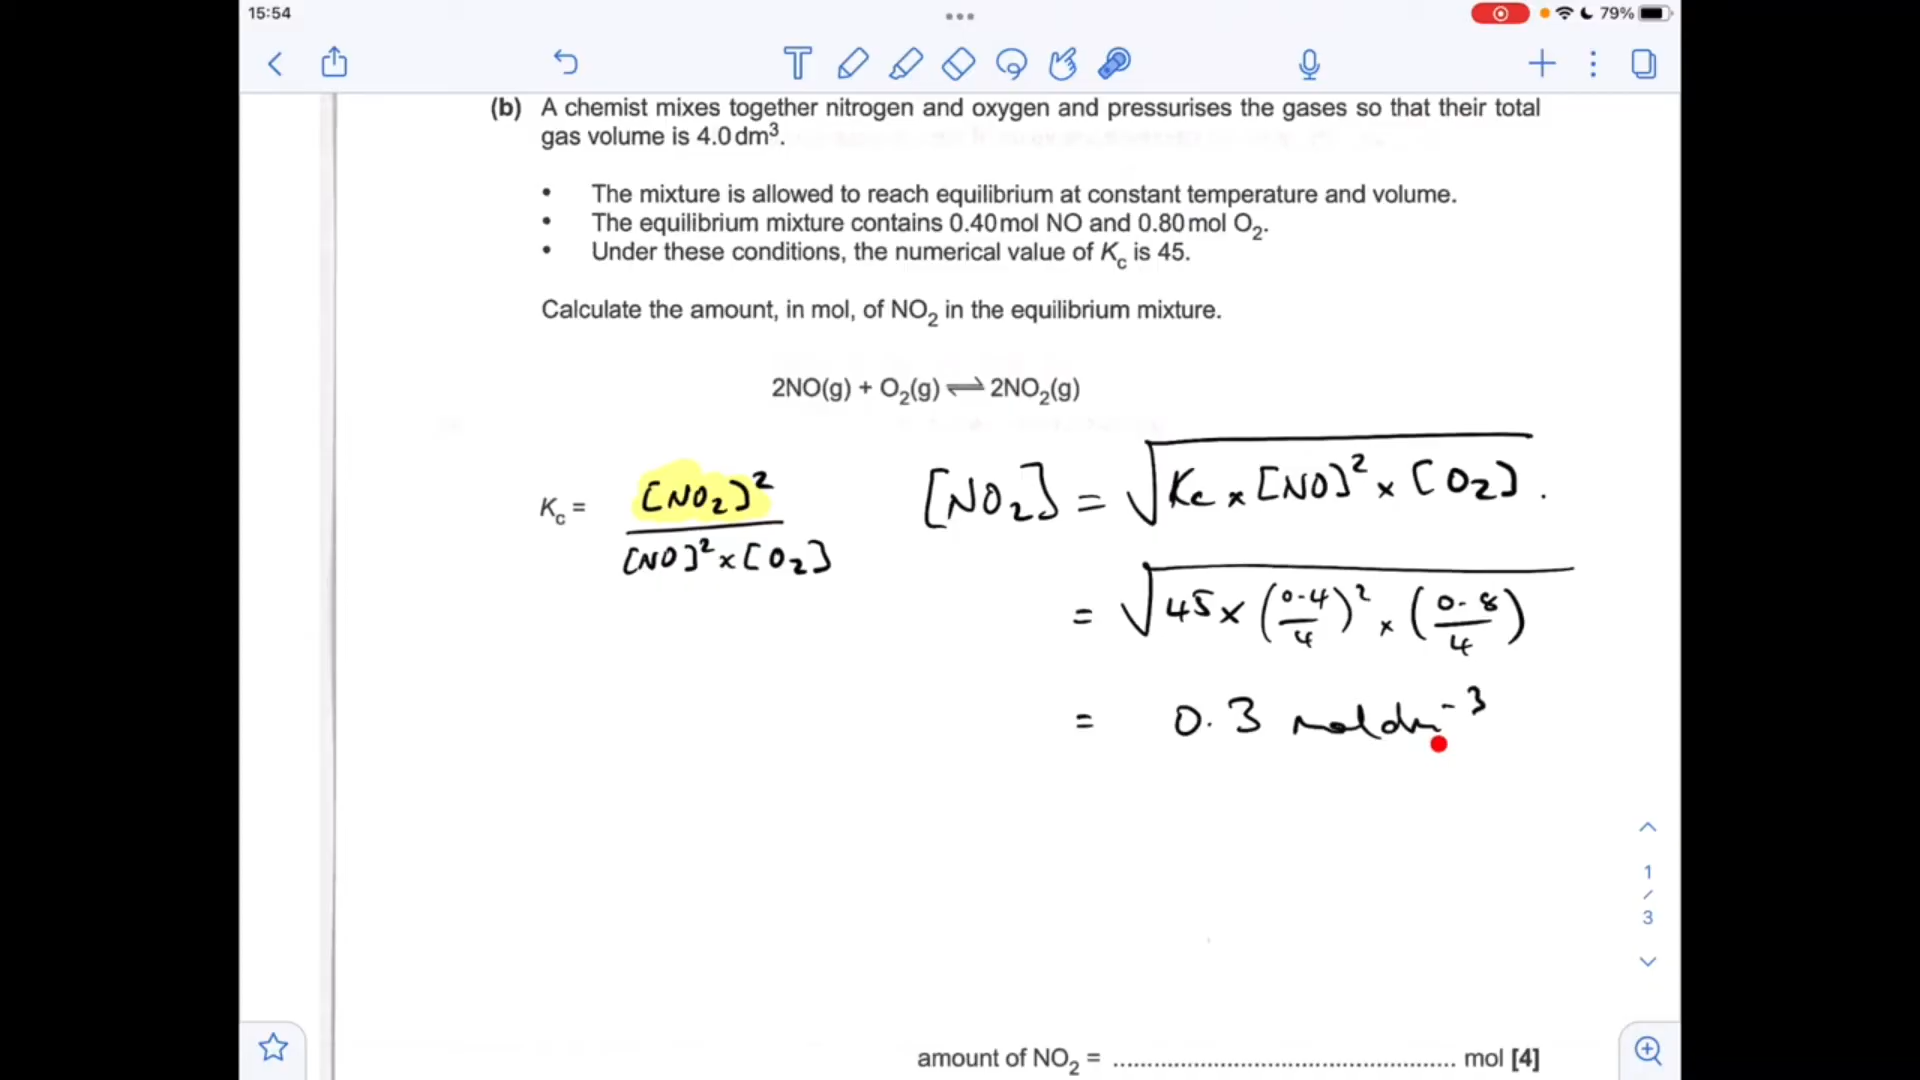 15:54
79%
(b) A chemist mixes together nitrogen and oxygen and pressurises the gases so that their total
gas volume is 4.0 dm³.
• The mixture is allowed to reach equilibrium at constant temperature and volume.
• The equilibrium mixture contains 0.40 mol NO and 0.80 mol O₂.
• Under these conditions, the numerical value of Kc is 45.
Calculate the amount, in mol, of NO₂ in the equilibrium mixture.
2NO(g) + O₂(g) ⇌ 2NO₂(g)
Kc = [NO₂]² / [NO]² × [O₂]
[NO₂] = √(Kc × [NO]² × [O₂]) .
= √(45 × (0.4/4)² × (0.8/4))
= 0.3 moldm⁻³
1
/
3
amount of NO₂ = .................................................. mol [4]